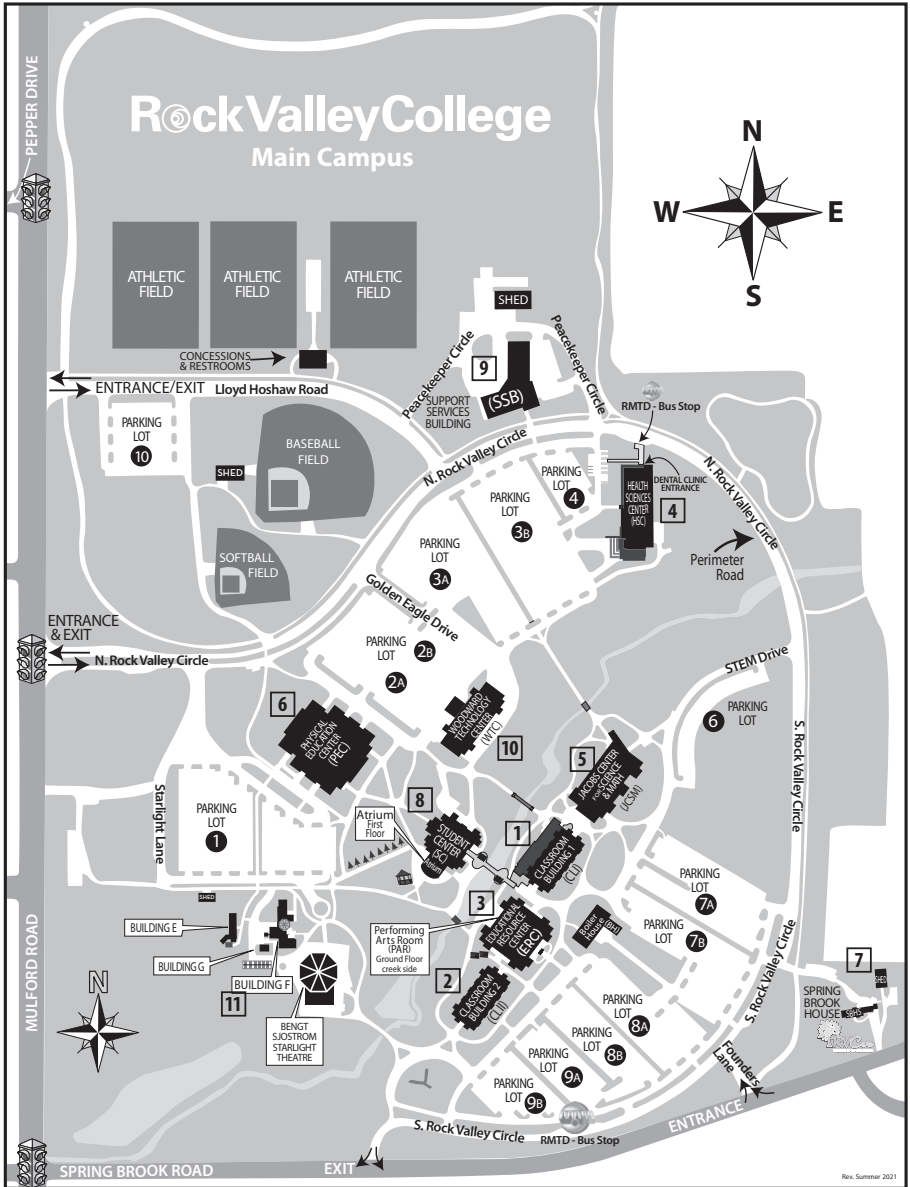 PEPPER DRIVE
RockValleyCollege
Main Campus
N
W
E
S
ATHLETIC
FIELD
ATHLETIC
FIELD
ATHLETIC
FIELD
SHED
CONCESSIONS
& RESTROOMS
Peacekeeper Circle
Peacekeeper Circle
9
(SSB)
SUPPORT
SERVICES
BUILDING
ENTRANCE/EXIT
Lloyd Hoshaw Road
RMTD - Bus Stop
PARKING
LOT
10
BASEBALL
FIELD
SHED
N. Rock Valley Circle
DENTAL CLINIC
ENTRANCE
HEALTH
SCIENCES
CENTER
(HSC)
4
N. Rock Valley Circle
PARKING
LOT
4
PARKING
LOT
3B
PARKING
LOT
3A
Perimeter
Road
SOFTBALL
FIELD
Golden Eagle Drive
ENTRANCE
& EXIT
N. Rock Valley Circle
PARKING
LOT
2B
2A
STEM Drive
6
PARKING
LOT
6
PHYSICAL
EDUCATION
CENTER
(PEC)
WOODWARD
TECHNOLOGY
CENTER
(WTC)
10
S. Rock Valley Circle
5
JACOBS CENTER
FOR SCIENCE
& MATH
(JCSM)
Starlight Lane
PARKING
LOT
1
8
Atrium
First
Floor
STUDENT
CENTER
(SC)
Atrium
1
CLASSROOM
BUILDING 1
(CLI)
PARKING
LOT
7A
SHED
3
EDUCATIONAL
RESOURCE
CENTER
(ERC)
Performing
Arts Room
(PAR)
Ground Floor
creek side
Boiler
House
(BH)
PARKING
LOT
7B
BUILDING E
BUILDING G
BUILDING F
11
2
CLASSROOM
BUILDING 2
(CLII)
7
SHED
SPRING
BROOK
HOUSE
SBH
S. Rock Valley Circle
MULFORD ROAD
N
BENGT
SJOSTROM
STARLIGHT
THEATRE
PARKING
LOT
8A
PARKING
LOT
8B
PARKING
LOT
9A
PARKING
LOT
9B
Founders
Lane
S. Rock Valley Circle
RMTD - Bus Stop
ENTRANCE
SPRING BROOK ROAD
EXIT
Rev. Summer 2021